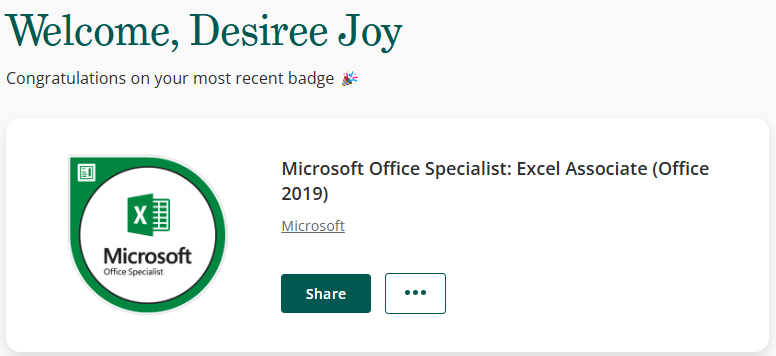 Welcome, Desiree Joy
Congratulations on your most recent badge 🎉
Microsoft Office Specialist: Excel Associate (Office
2019)
Microsoft
X
Microsoft
Office Specialist
Share
•••